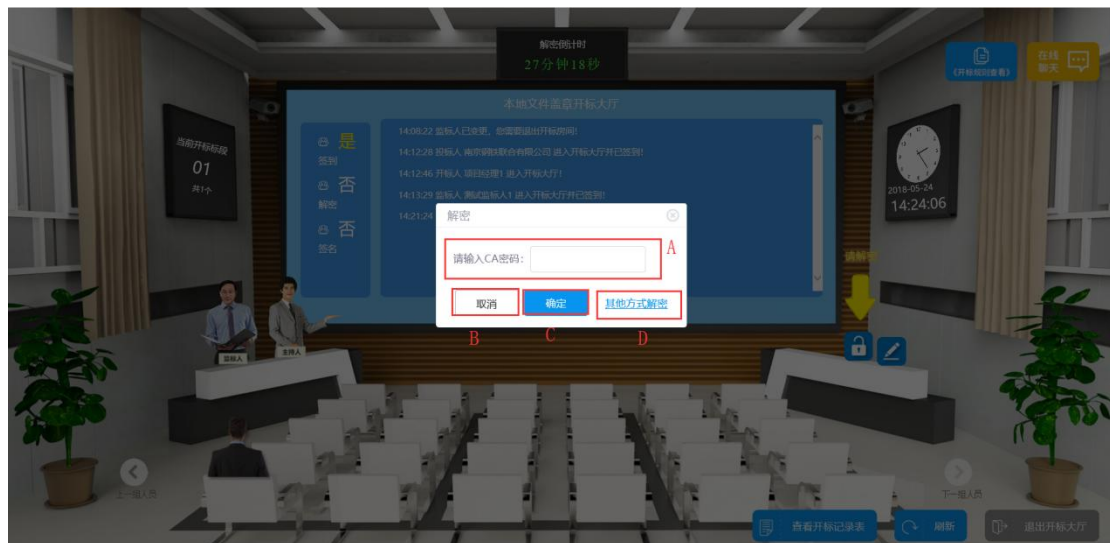 解密倒计时
27分钟18秒
《开标规则查看》
在线
聊天
本地文件盖章开标大厅
当前开标标段
01
共1个
是
签到
否
解密
否
签名
14:08:22 监标人已变更，您需要退出开标房间!
14:12:28 投标人 南京钢铁联合有限公司 进入开标大厅并已签到!
14:12:46 开标人 项目经理1 进入开标大厅!
14:13:29 监标人 测试监标人1 进入开标大厅并已签到!
14:21:24
2018-05-24
14:24:06
解密
请输入CA密码:
A
取消
确定
其他方式解密
B
C
D
请解密
监标人
主持人
上一组人员
下一组人员
查看开标记录表
刷新
退出开标大厅